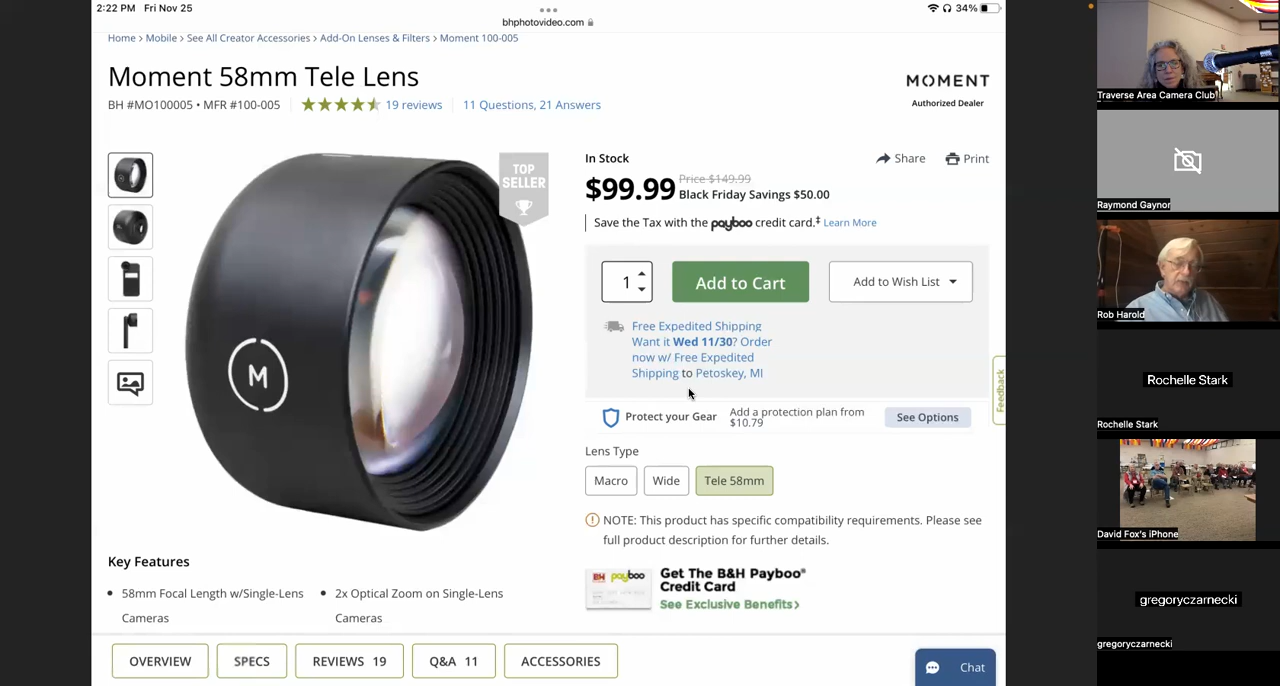 2:22 PM Fri Nov 25
34%
bhphotovideo.com
Home › Mobile › See All Creator Accessories › Add-On Lenses & Filters › Moment 100-005
Moment 58mm Tele Lens
BH #MO100005 • MFR #100-005
19 reviews
11 Questions, 21 Answers
MOMENT
Authorized Dealer
TOP
SELLER
M
In Stock
Share
Print
$99.99
Price $149.99
Black Friday Savings $50.00
Save the Tax with the payboo credit card.‡ Learn More
1
Add to Cart
Add to Wish List
Free Expedited Shipping
Want it Wed 11/30? Order
now w/ Free Expedited
Shipping to Petoskey, MI
Protect your Gear
Add a protection plan from
$10.79
See Options
Feedback
Lens Type
Macro
Wide
Tele 58mm
NOTE: This product has specific compatibility requirements. Please see
full product description for further details.
BH payboo
Get The B&H Payboo®
Credit Card
See Exclusive Benefits›
Key Features
• 58mm Focal Length w/Single-Lens
Cameras
• 2x Optical Zoom on Single-Lens
Cameras
OVERVIEW
SPECS
REVIEWS 19
Q&A 11
ACCESSORIES
Chat
Traverse Area Camera Club
Raymond Gaynor
Rob Harold
Rochelle Stark
Rochelle Stark
David Fox's iPhone
gregoryczarnecki
gregoryczarnecki